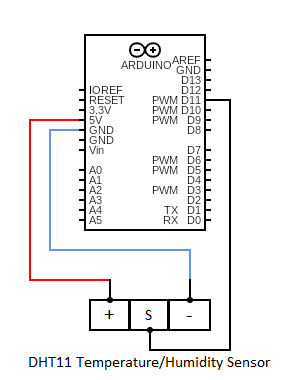 AREF
GND
ARDUINO
D13
IOREF
D12
RESET
PWM D11
3.3V
PWM D10
5V
PWM D9
GND
D8
GND
Vin
D7
PWM D6
A0
PWM D5
A1
D4
A2
PWM D3
A3
D2
A4
TX D1
A5
RX D0
+ S -
DHT11 Temperature/Humidity Sensor